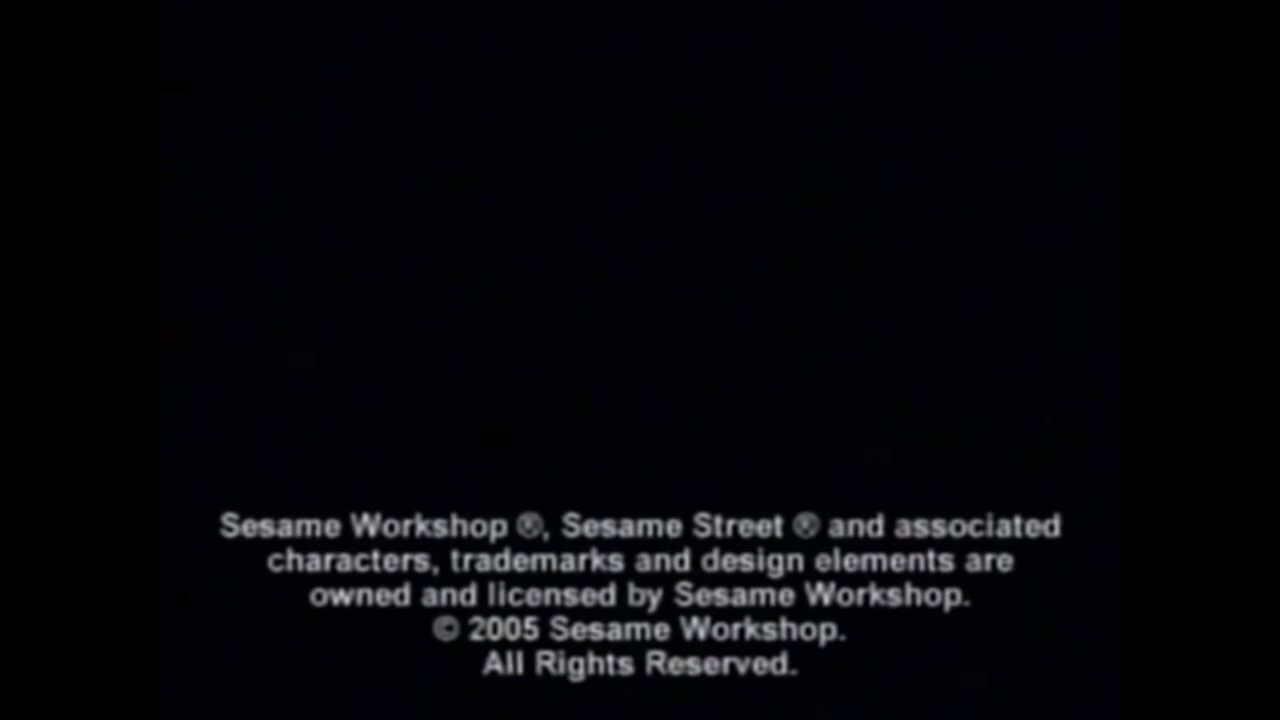 Sesame Workshop ®, Sesame Street ® and associated
characters, trademarks and design elements are
owned and licensed by Sesame Workshop.
© 2005 Sesame Workshop.
All Rights Reserved.